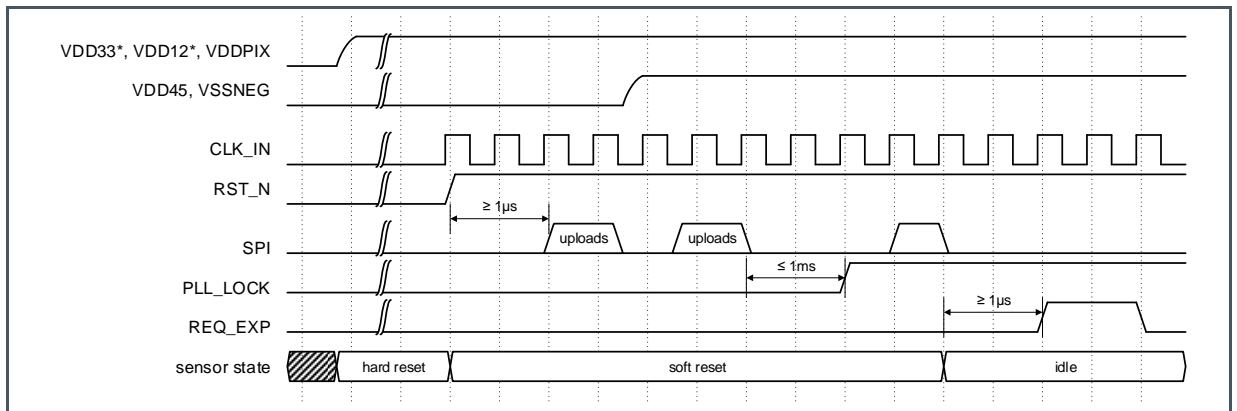 VDD33*, VDD12*, VDDPIX
VDD45, VSSNEG
CLK_IN
RST_N
≥ 1µs
SPI
uploads
uploads
≤ 1ms
PLL_LOCK
≥ 1µs
REQ_EXP
sensor state
hard reset
soft reset
idle